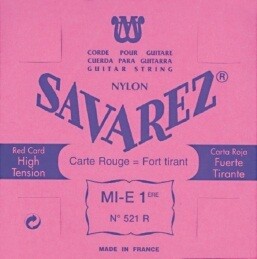 CORDE POUR GUITARE
CUERDA PARA GUITARRA
GUITAR STRING
NYLON
SAVAREZ®
Red Card
High
Tension
Carte Rouge = Fort tirant
Carta Roja
Fuerte
Tirante
MI-E 1ERE
N° 521 R
MADE IN FRANCE